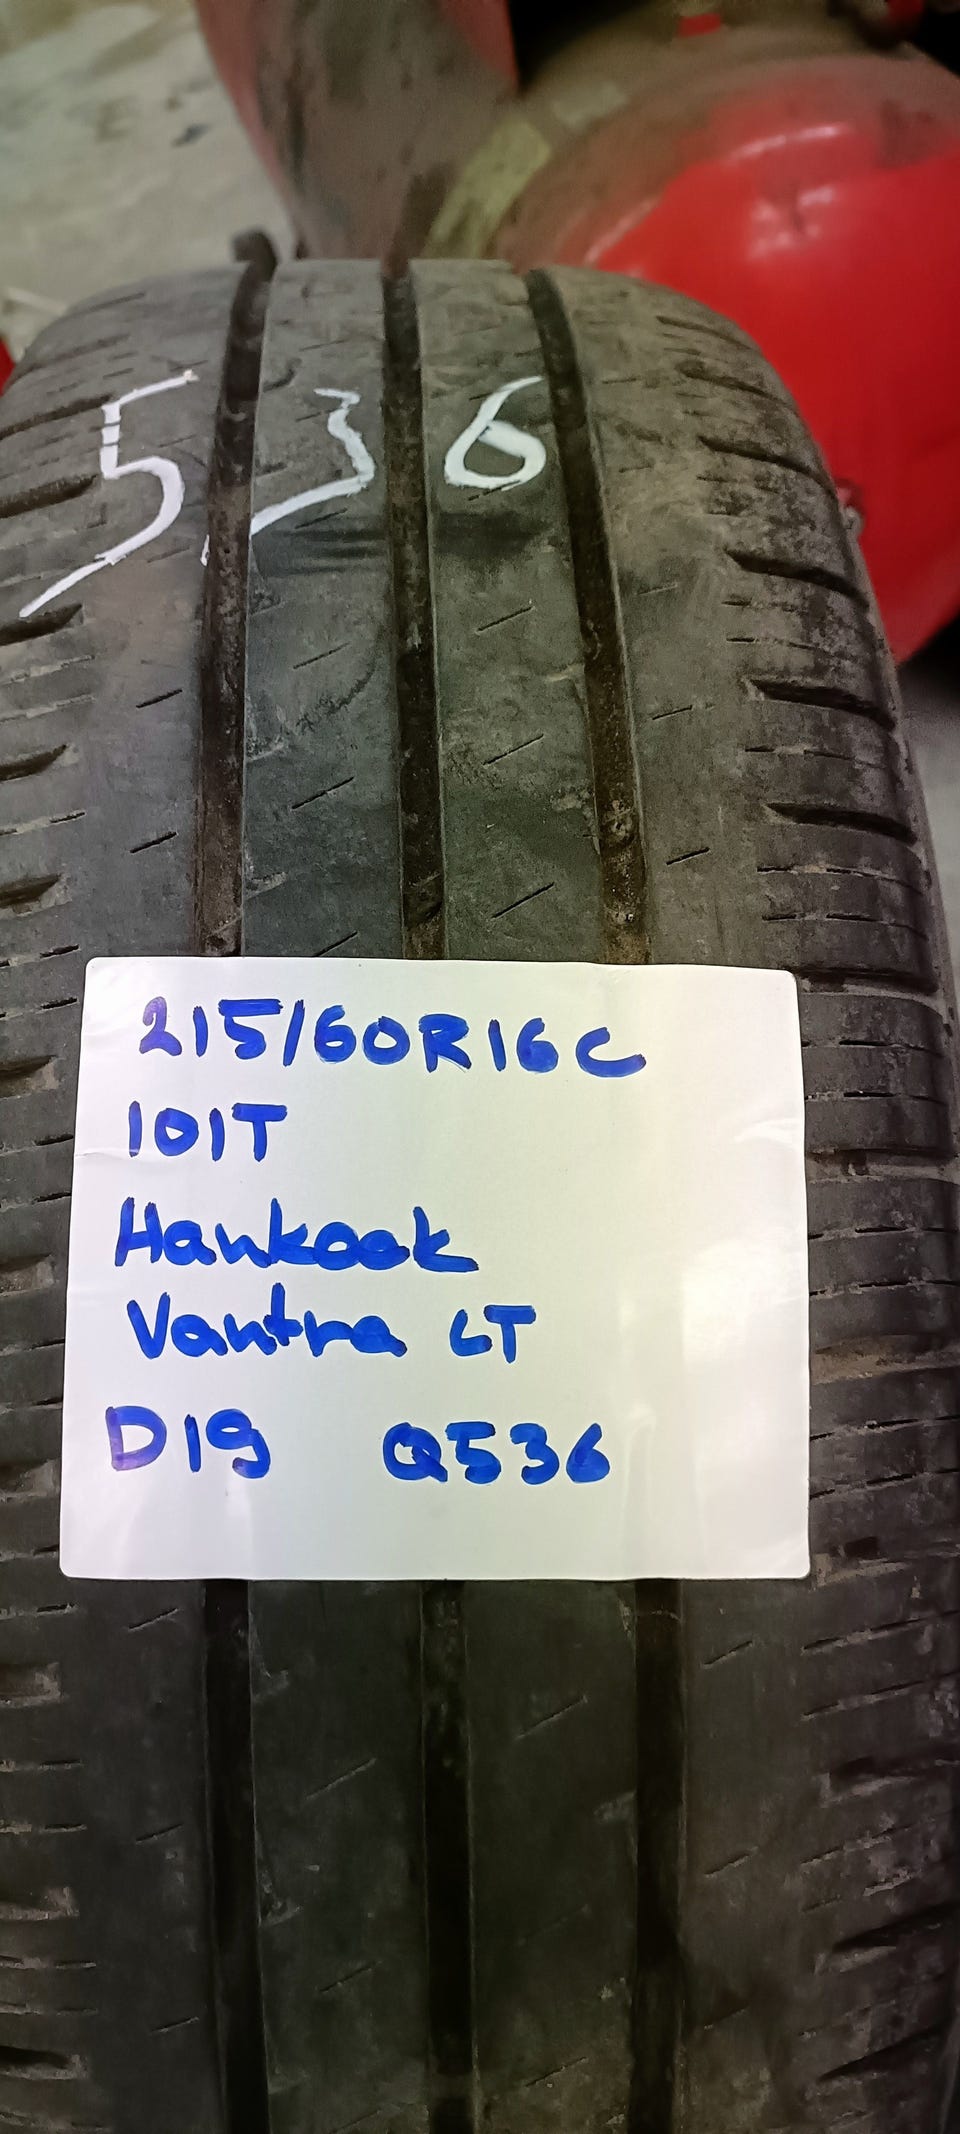 536
215/60R16C
101T
Hankook
Vantra LT
D19 Q536